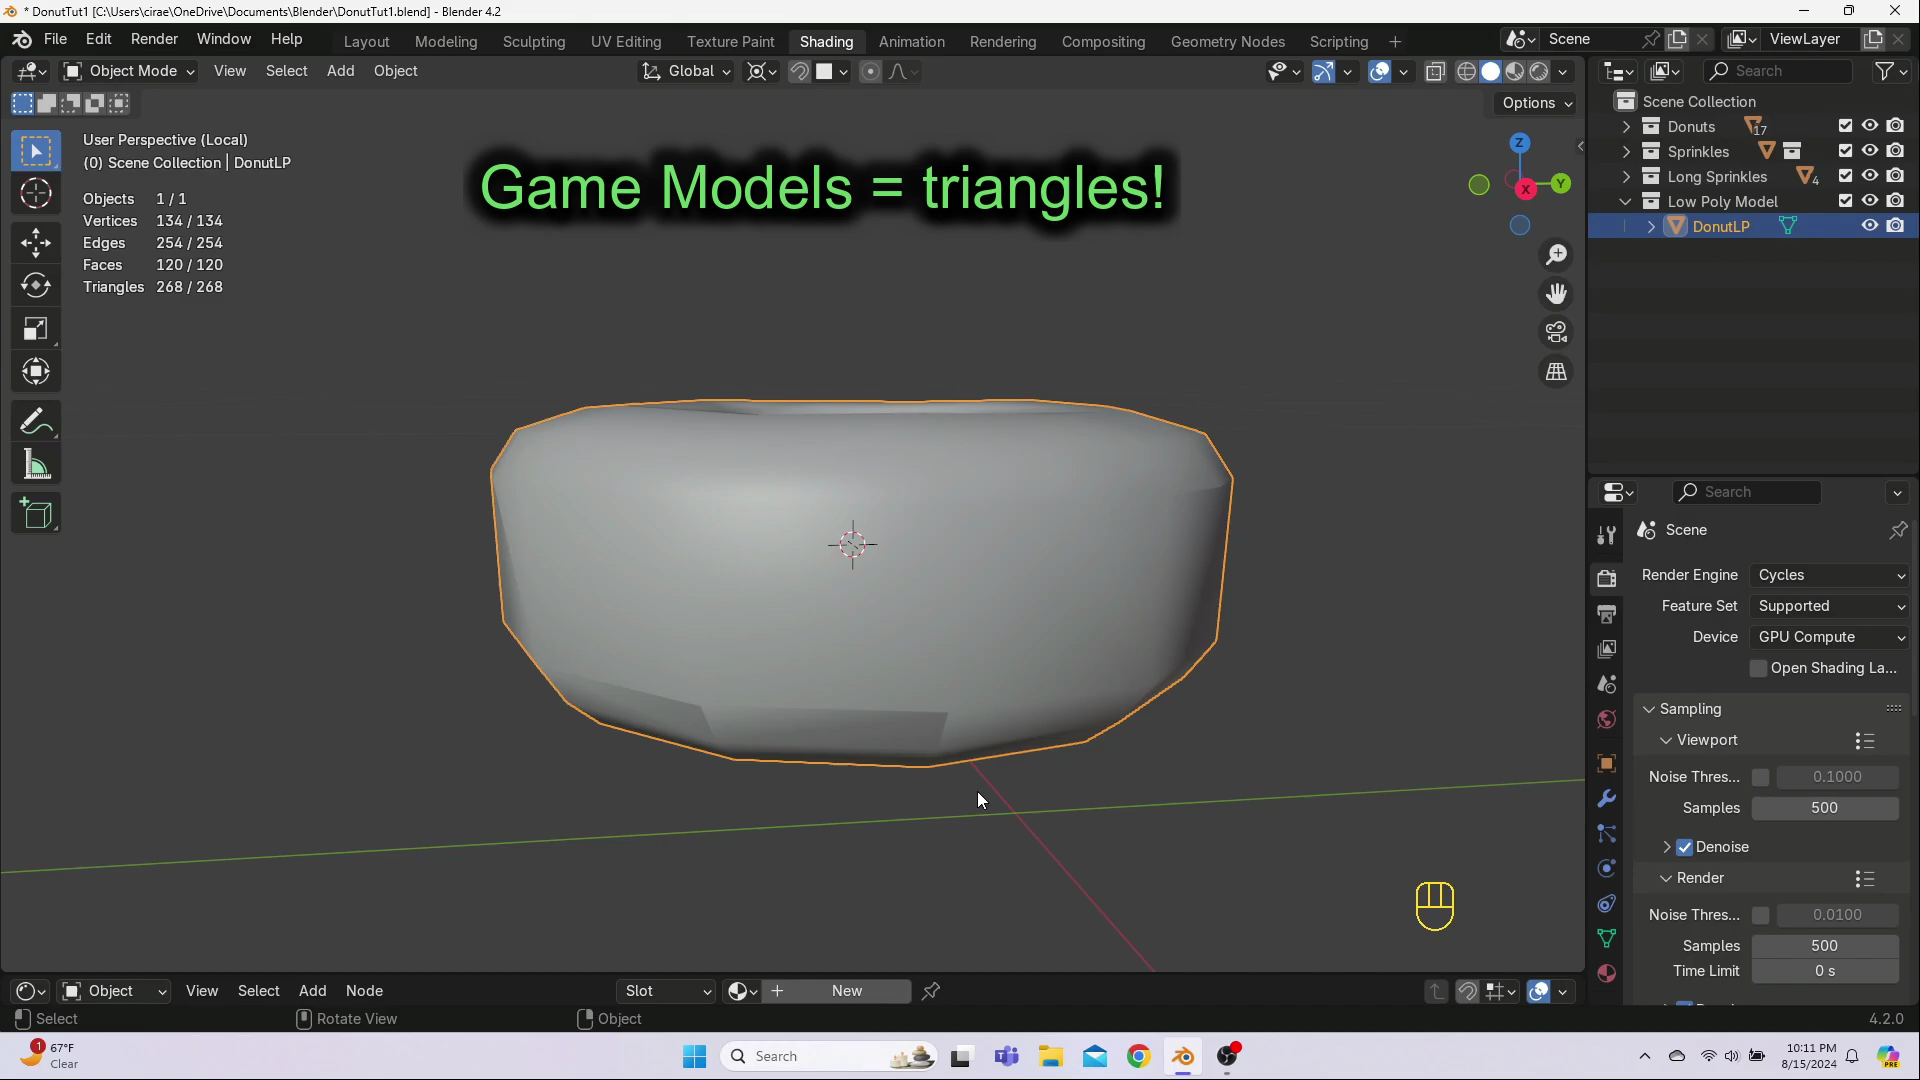 * DonutTut1 [C:\Users\cirae\OneDrive\Documents\Blender\DonutTut1.blend] - Blender 4.2
File Edit Render Window Help
Layout Modeling Sculpting UV Editing Texture Paint Shading Animation Rendering Compositing Geometry Nodes Scripting +
Scene
ViewLayer
Object Mode View Select Add Object
Global
Search
Options
User Perspective (Local)
(0) Scene Collection | DonutLP
Objects 1 / 1
Vertices 134 / 134
Edges 254 / 254
Faces 120 / 120
Triangles 268 / 268
Game Models = triangles!
Z
Y
X
Scene Collection
Donuts 17
Sprinkles
Long Sprinkles 4
Low Poly Model
DonutLP
Search
Scene
Render Engine Cycles
Feature Set Supported
Device GPU Compute
Open Shading La...
Sampling
Viewport
Noise Thres... 0.1000
Samples 500
Denoise
Render
Noise Thres... 0.0100
Samples 500
Time Limit 0 s
Object View Select Add Node
Slot
New
Select
Rotate View
Object
4.2.0
1
67°F
Clear
Search
10:11 PM
8/15/2024
PRE